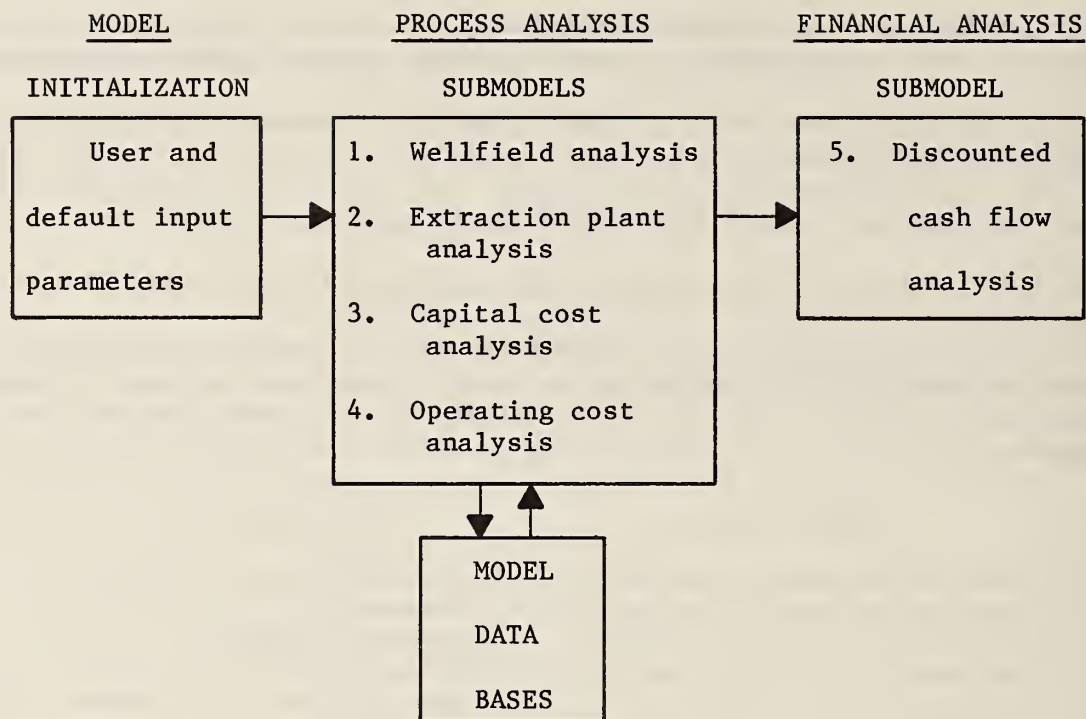 MODEL
INITIALIZATION
User and
default input
parameters
PROCESS ANALYSIS
SUBMODELS
1. Wellfield analysis
2. Extraction plant
analysis
3. Capital cost
analysis
4. Operating cost
analysis
FINANCIAL ANALYSIS
SUBMODEL
5. Discounted
cash flow
analysis
MODEL
DATA
BASES